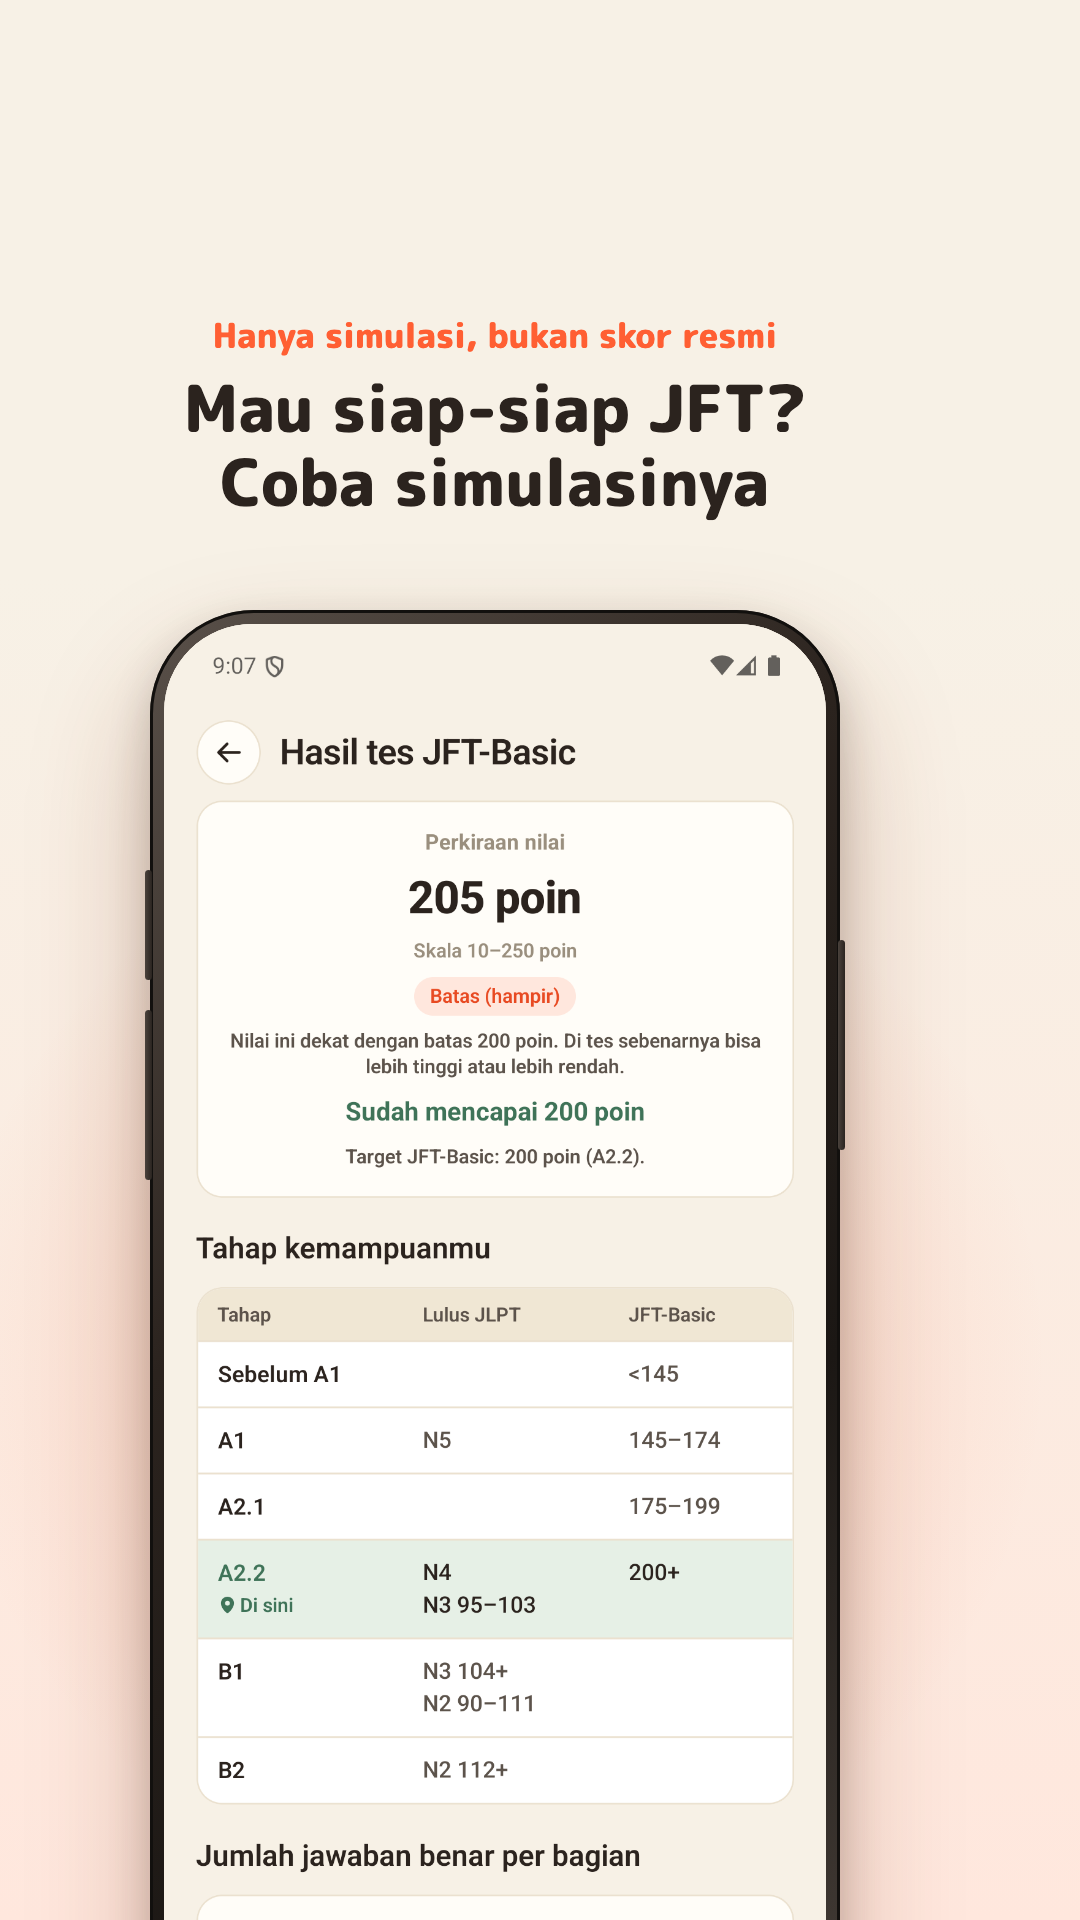 Hanya simulasi, bukan skor resmi
Mau siap-siap JFT?
Coba simulasinya
9:07
Hasil tes JFT-Basic
Perkiraan nilai
205 poin
Skala 10–250 poin
Batas (hampir)
Nilai ini dekat dengan batas 200 poin. Di tes sebenarnya bisa
lebih tinggi atau lebih rendah.
Sudah mencapai 200 poin
Target JFT-Basic: 200 poin (A2.2).
Tahap kemampuanmu
Tahap Lulus JLPT JFT-Basic
Sebelum A1 <145
A1 N5 145–174
A2.1 175–199
A2.2 N4 200+
Di sini N3 95–103
B1 N3 104+
N2 90–111
B2 N2 112+
Jumlah jawaban benar per bagian